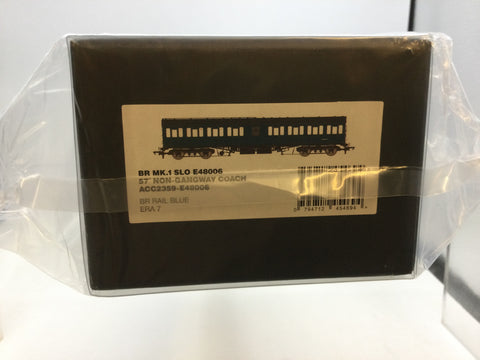 BR MK.1 SLO E48006
57' NON-GANGWAY COACH
ACC2359-E48006
BR RAIL BLUE
ERA 7